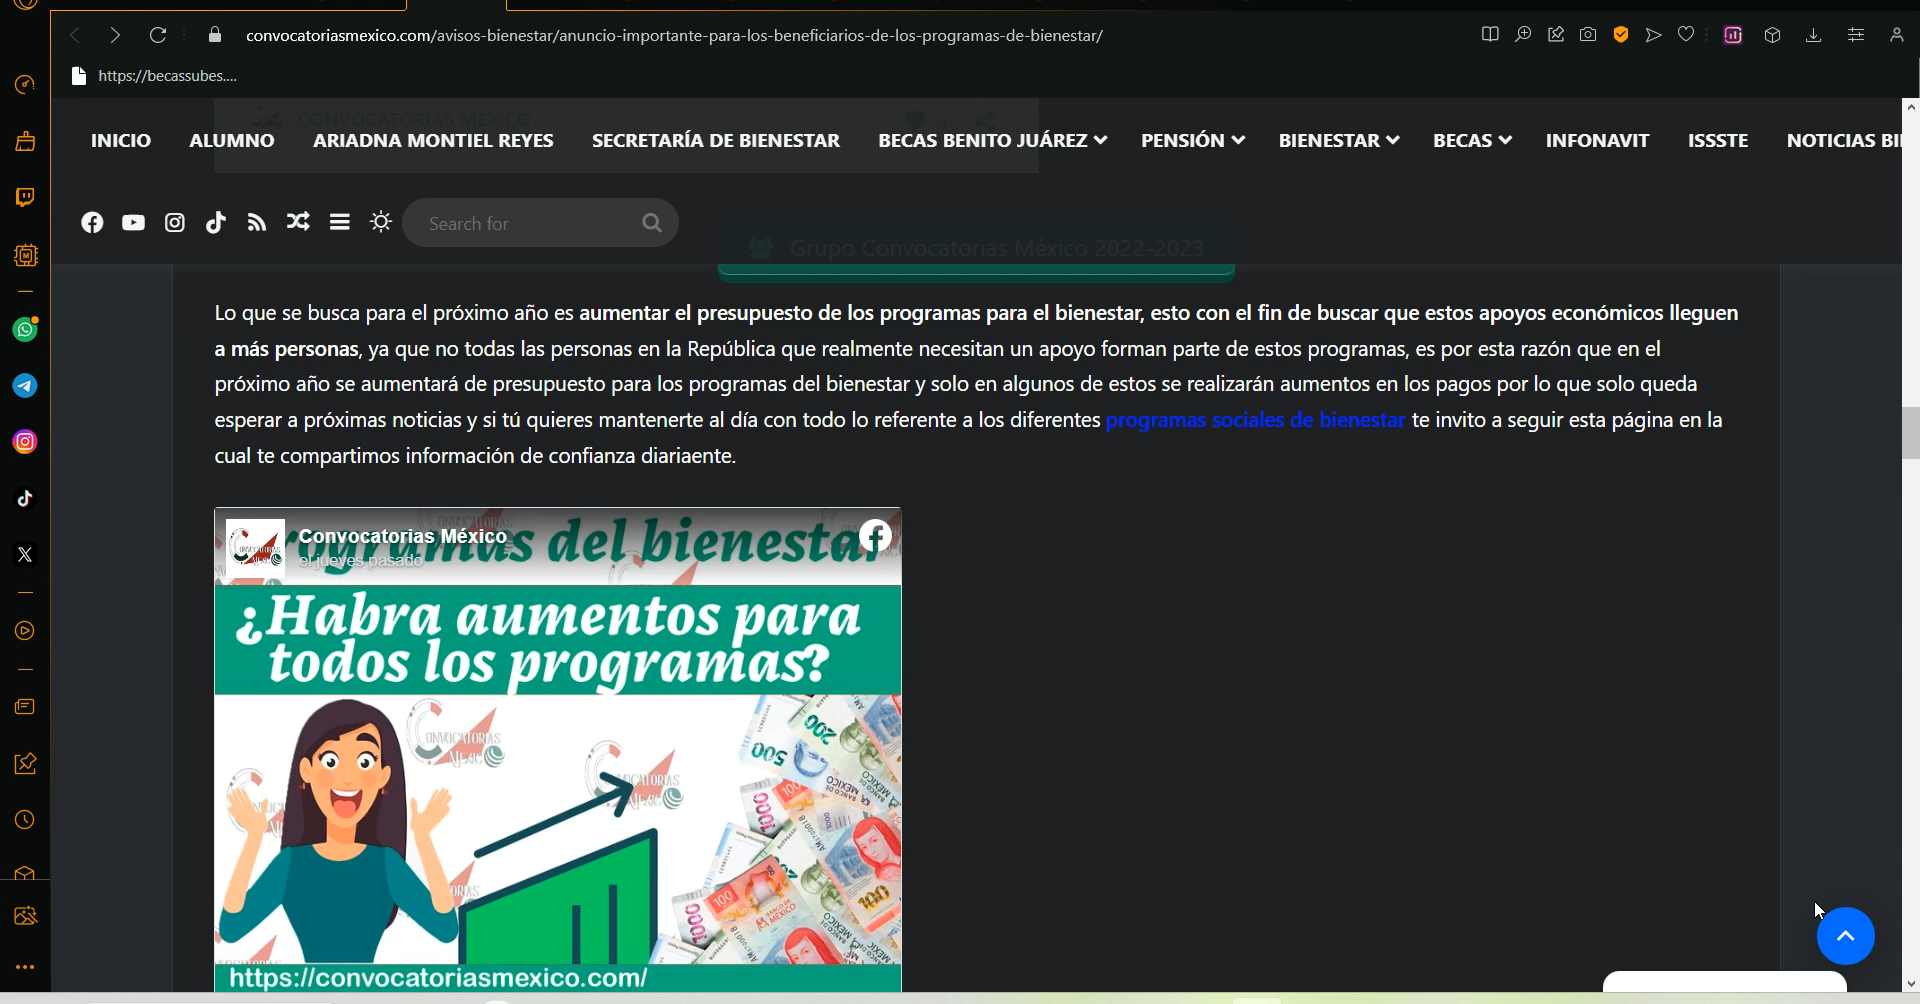 convocatoriasmexico.com/avisos-bienestar/anuncio-importante-para-los-beneficiarios-de-los-programas-de-bienestar/
https://becassubes....
CONVOCATORIAS MÉXICO
INICIO ALUMNO ARIADNA MONTIEL REYES SECRETARÍA DE BIENESTAR BECAS BENITO JUÁREZ PENSIÓN BIENESTAR BECAS INFONAVIT ISSSTE NOTICIAS
Search for
Grupo Convocatorias México 2022-2023
Lo que se busca para el próximo año es aumentar el presupuesto de los programas para el bienestar, esto con el fin de buscar que estos apoyos económicos lleguen
a más personas, ya que no todas las personas en la República que realmente necesitan un apoyo forman parte de estos programas, es por esta razón que en el
próximo año se aumentará de presupuesto para los programas del bienestar y solo en algunos de estos se realizarán aumentos en los pagos por lo que solo queda
esperar a próximas noticias y si tú quieres mantenerte al día con todo lo referente a los diferentes programas sociales de bienestar te invito a seguir esta página en la
cual te compartimos información de confianza diariaente.
Convocatorias México
el jueves pasado
del bienestar
¿Habra aumentos para
todos los programas?
https://convocatoriasmexico.com/